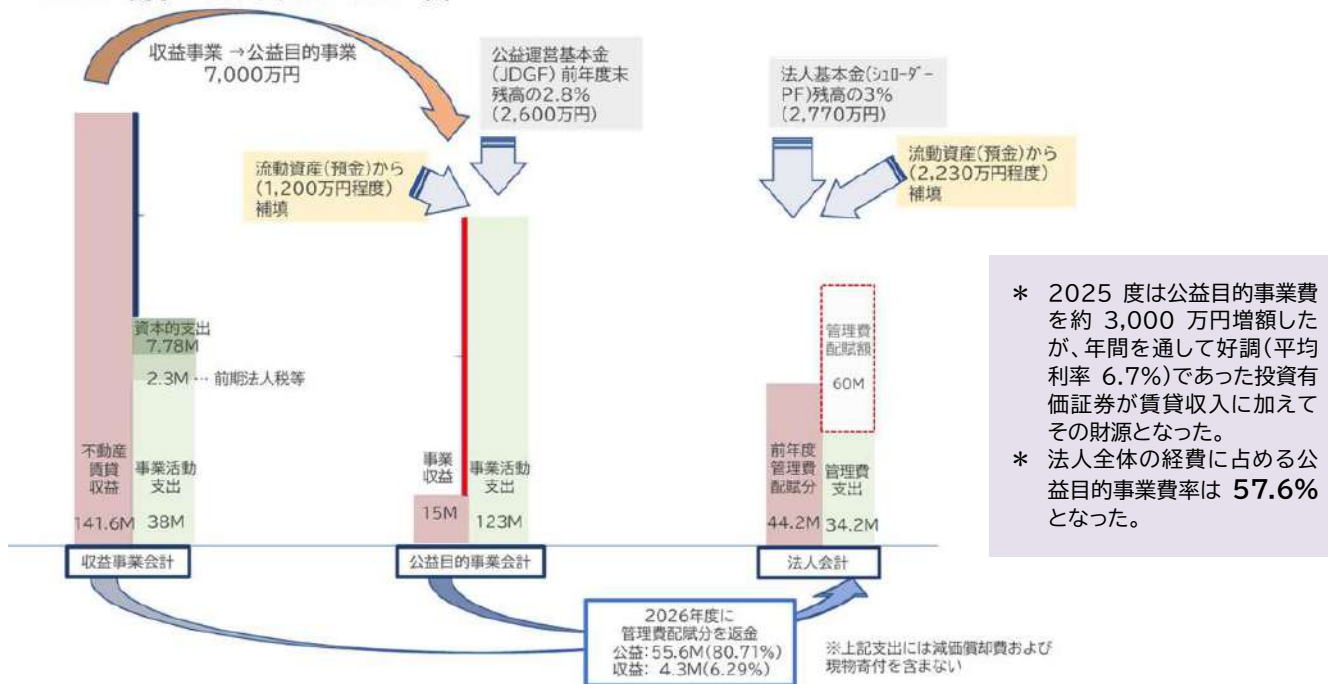 収益事業 →公益目的事業
7,000万円
公益運営基本金
(JDGF) 前年度末
残高の2.8%
(2,600万円)
法人基本金(シュローダー
PF)残高の3%
(2,770万円)
流動資産(預金)から
(1,200万円程度)
補填
流動資産(預金)から
(2,230万円程度)
補填
資本的支出
7.78M
2.3M … 前期法人税等
不動産
賃貸
収益
141.6M
事業活動
支出
38M
収益事業会計
事業
収益
15M
事業活動
支出
123M
公益目的事業会計
前年度
管理費
配賦分
44.2M
管理費
配賦額
60M
管理費
支出
34.2M
法人会計
2026年度に
管理費配賦分を返金
公益:55.6M(80.71%)
収益: 4.3M(6.29%)
※上記支出には減価償却費および
現物寄付を含まない
＊ 2025 度は公益目的事業費
を約 3,000 万円増額した
が、年間を通して好調(平均
利率 6.7%)であった投資有
価証券が賃貸収入に加えて
その財源となった。
＊ 法人全体の経費に占める公
益目的事業費率は 57.6%
となった。